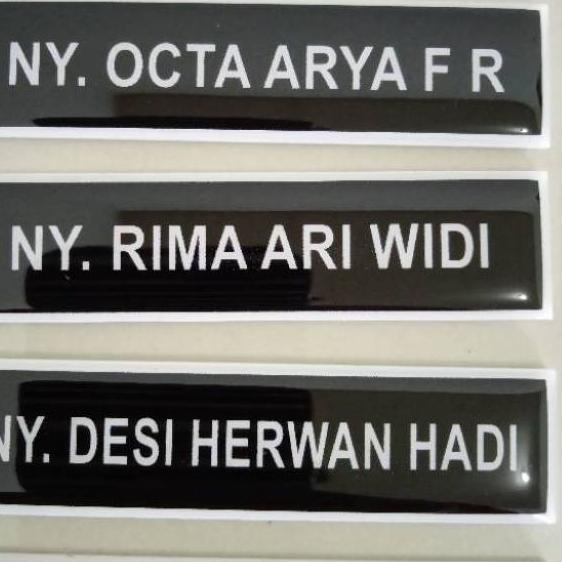 NY. OCTA ARYA F R
NY. RIMA ARI WIDI
NY. DESI HERWAN HADI